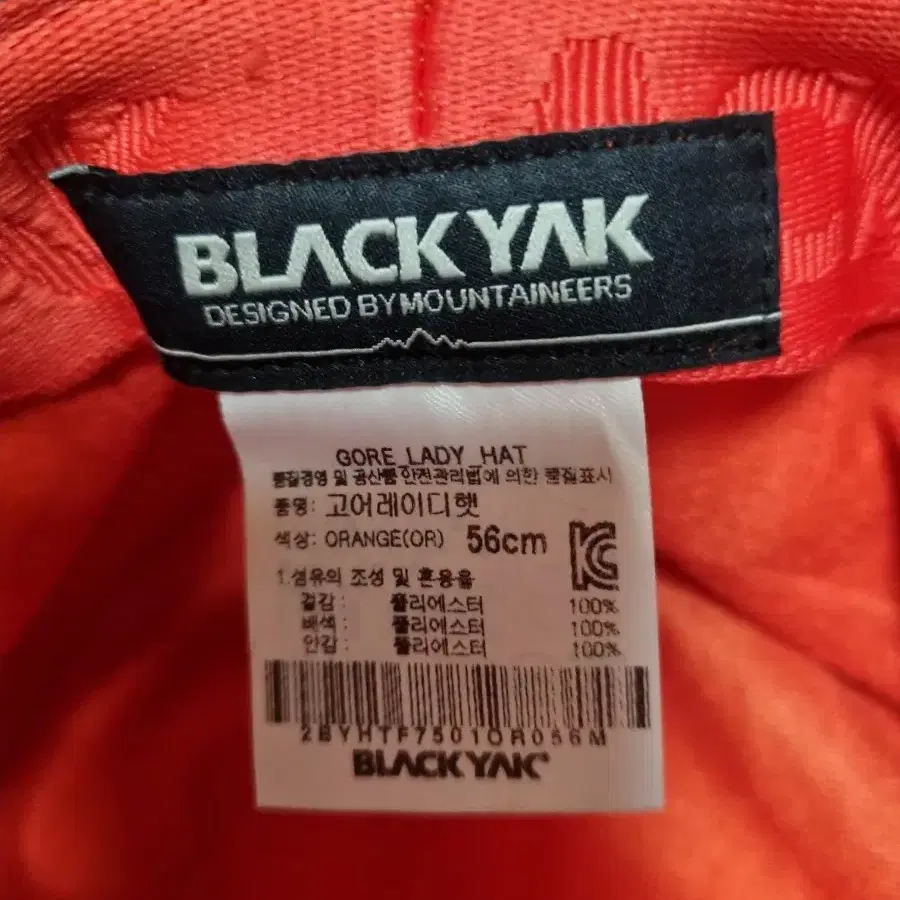 BLACKYAK
DESIGNED BY MOUNTAINEERS
GORE_LADY_HAT
품질경영 및 공산품 안전관리법에 의한 품질표시
품명: 고어레이디햇
색상: ORANGE(OR) 56cm
1.섬유의 조성 및 혼용율
겉감: 폴리에스터 100%
배색: 폴리에스터 100%
안감: 폴리에스터 100%
2BYHTF7501OR056M
BLACKYAK